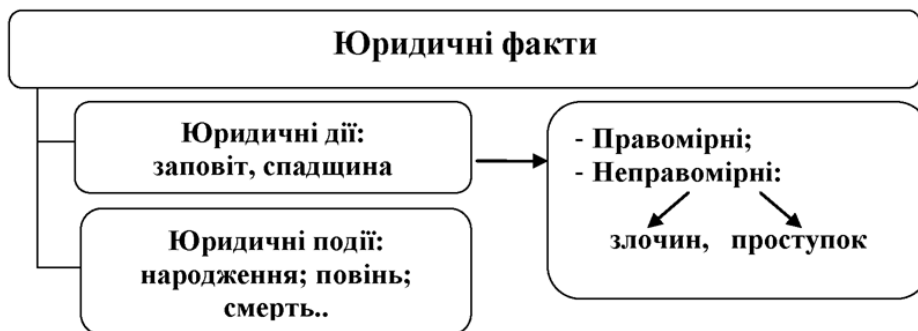 Юридичні факти
Юридичні дії:
заповіт, спадщина
- Правомірні;
- Неправомірні:
злочин, проступок
Юридичні події:
народження; повінь;
смерть..